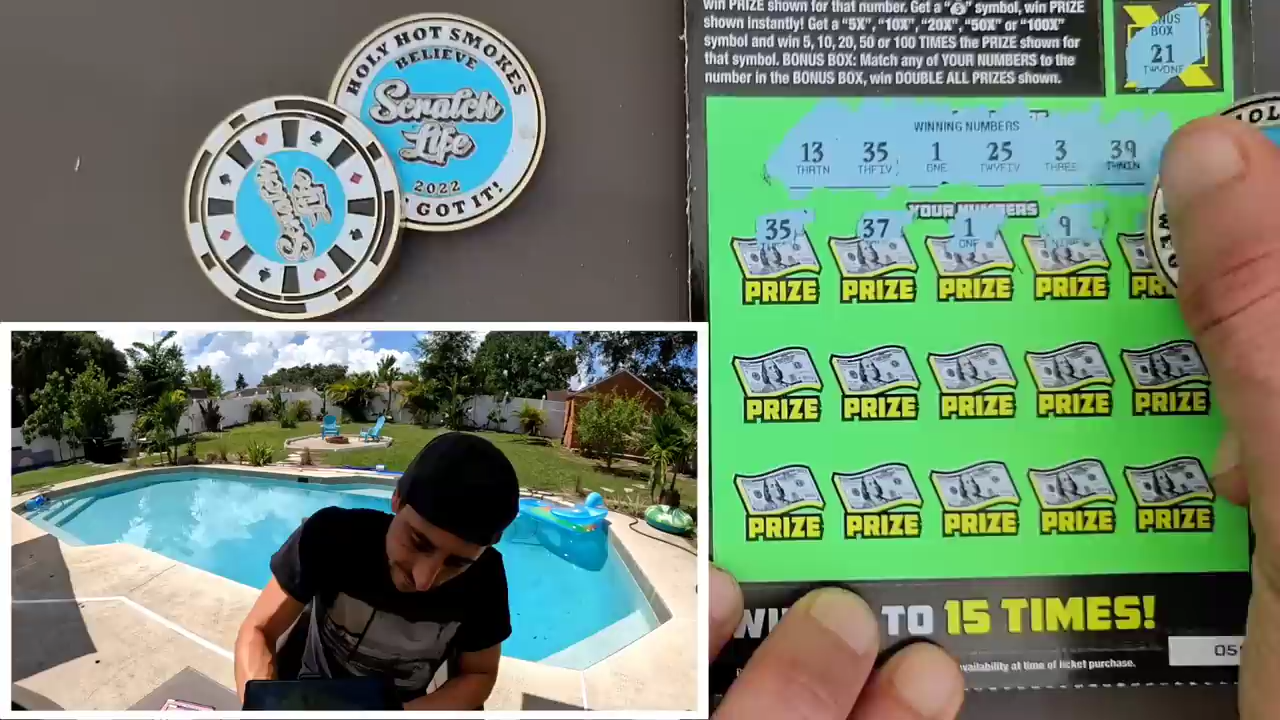 HOLY HOT SMOKES
BELIEVE
Scratch
Life
2022
GOT IT!
win PRIZE shown for that number. Get a " " symbol, win PRIZE
shown instantly! Get a "5X", "10X", "20X", "50X" or "100X"
symbol and win 5, 10, 20, 50 or 100 TIMES the PRIZE shown for
that symbol. BONUS BOX: Match any of YOUR NUMBERS to the
number in the BONUS BOX, win DOUBLE ALL PRIZES shown.
BOX
21
TWYONE
WINNING NUMBERS
13 35 1 25 3 39
THRTN THFIV ONE TWYFIV THREE THNIN
YOUR NUMBERS
35 37 1 9
PRIZE PRIZE PRIZE PRIZE
PRIZE PRIZE PRIZE PRIZE PRIZE
PRIZE PRIZE PRIZE PRIZE PRIZE
TO 15 TIMES!
availability at time of ticket purchase.